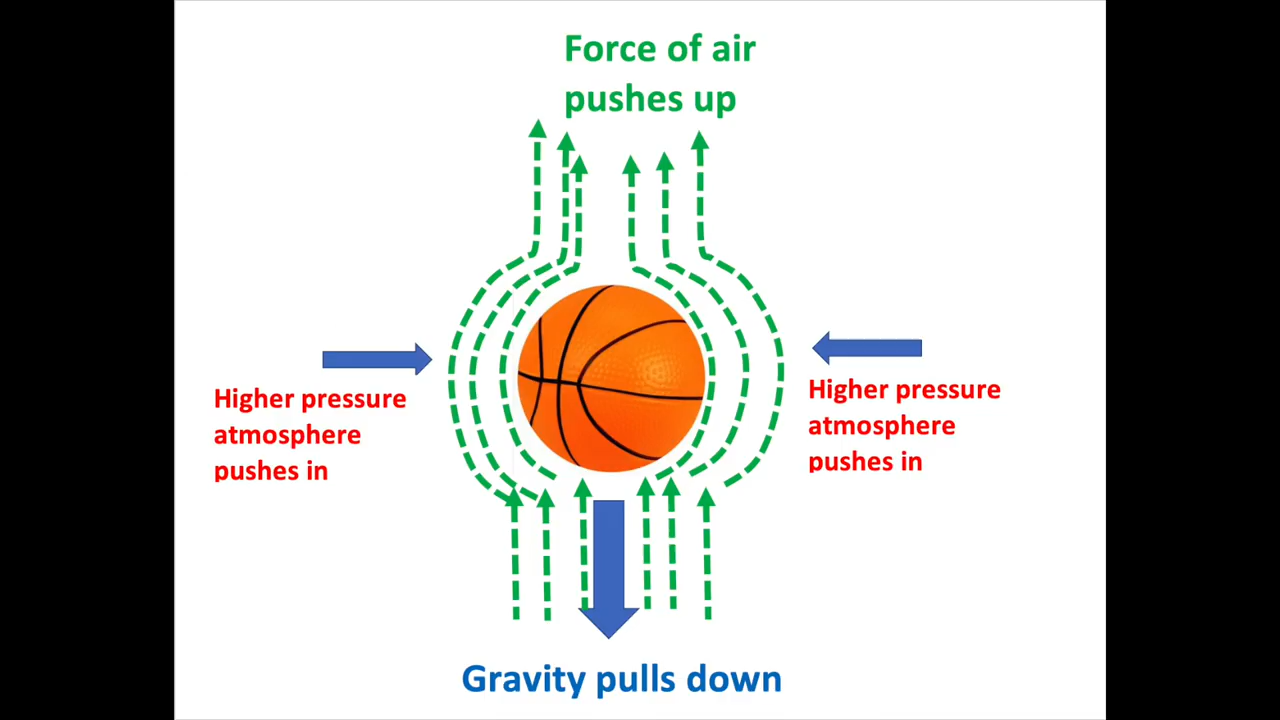 Force of air
pushes up
Higher pressure
atmosphere
pushes in
Higher pressure
atmosphere
pushes in
Gravity pulls down